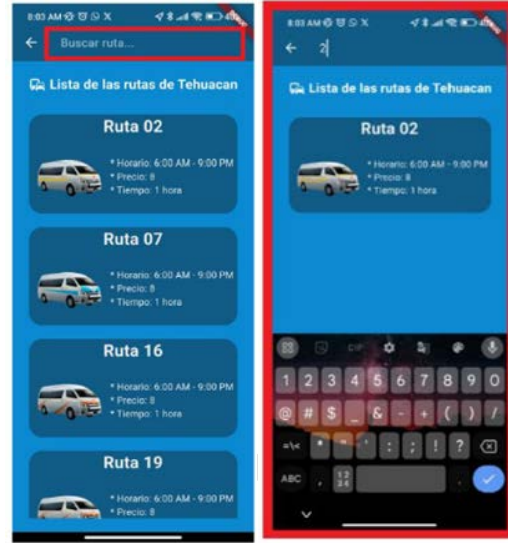 8:03 AM
Buscar ruta...
Lista de las rutas de Tehuacan
Ruta 02
* Horario: 6:00 AM - 9:00 PM
* Precio: 8
* Tiempo: 1 hora
Ruta 07
* Horario: 6:00 AM - 9:00 PM
* Precio: 8
* Tiempo: 1 hora
Ruta 16
* Horario: 6:00 AM - 9:00 PM
* Precio: 8
* Tiempo: 1 hora
Ruta 19
* Horario: 6:00 AM - 9:00 PM
* Precio: 8
8:03 AM
2
Lista de las rutas de Tehuacan
Ruta 02
* Horario: 6:00 AM - 9:00 PM
* Precio: 8
* Tiempo: 1 hora
GIF
1 2 3 4 5 6 7 8 9 0
@ # $ _ & - + ( ) /
=\< * " ' : ; ! ?
ABC , 12 34 .